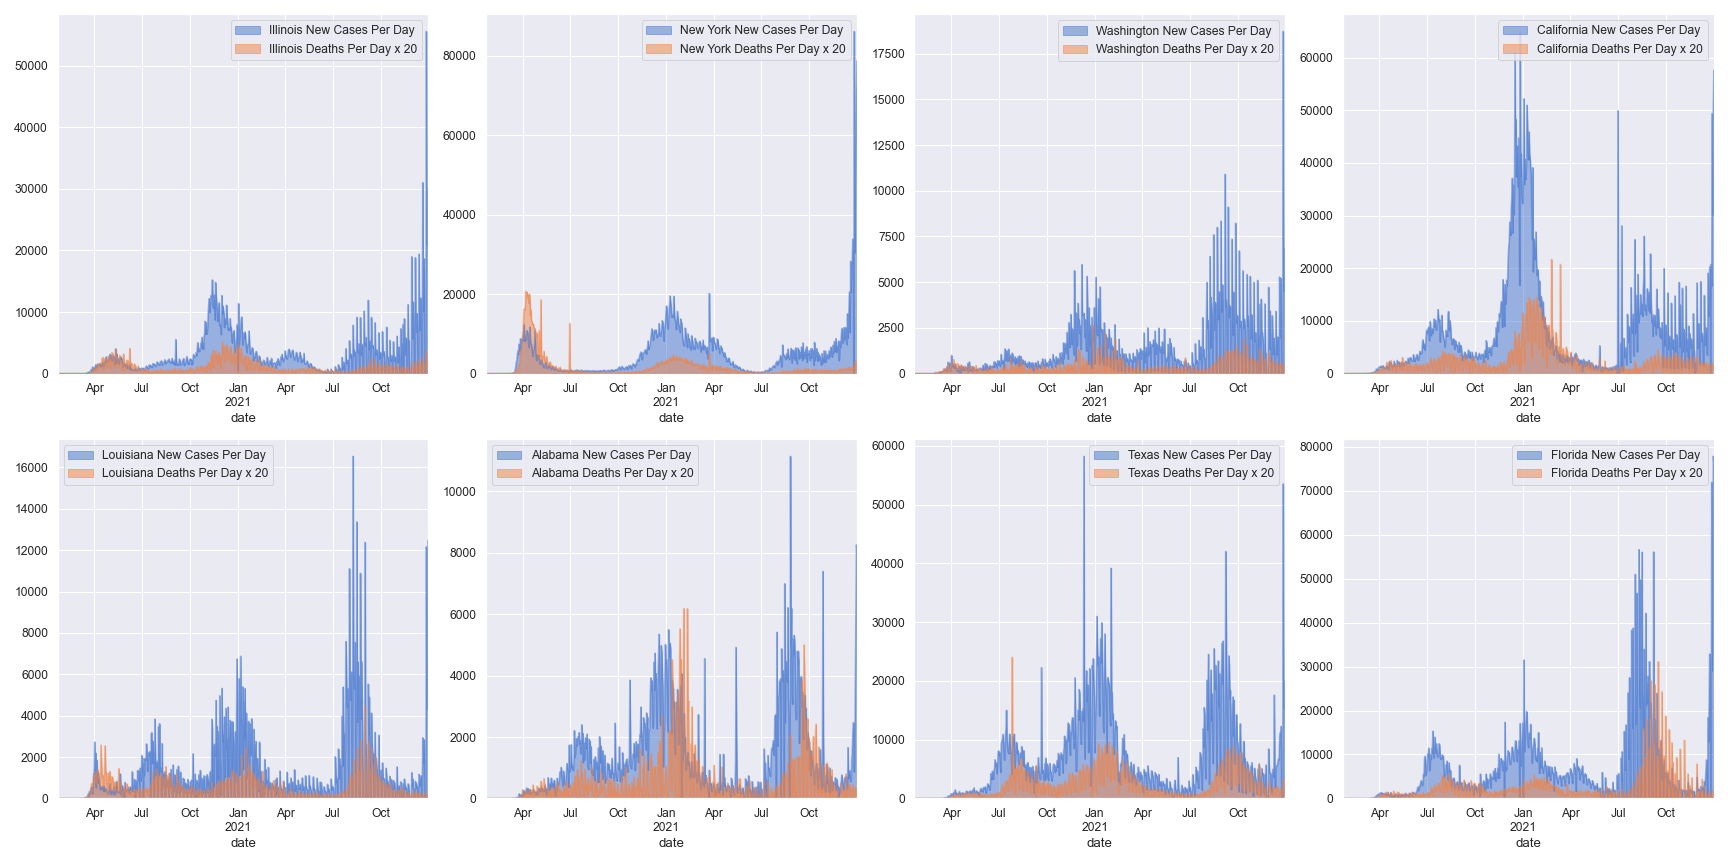 Illinois New Cases Per Day
Illinois Deaths Per Day x 20
50000
40000
30000
20000
10000
0
Apr Jul Oct Jan Apr Jul Oct
2021
date
New York New Cases Per Day
New York Deaths Per Day x 20
80000
60000
40000
20000
0
Apr Jul Oct Jan Apr Jul Oct
2021
date
Washington New Cases Per Day
Washington Deaths Per Day x 20
17500
15000
12500
10000
7500
5000
2500
0
Apr Jul Oct Jan Apr Jul Oct
2021
date
California New Cases Per Day
California Deaths Per Day x 20
60000
50000
40000
30000
20000
10000
0
Apr Jul Oct Jan Apr Jul Oct
2021
date
Louisiana New Cases Per Day
Louisiana Deaths Per Day x 20
16000
14000
12000
10000
8000
6000
4000
2000
0
Apr Jul Oct Jan Apr Jul Oct
2021
date
Alabama New Cases Per Day
Alabama Deaths Per Day x 20
10000
8000
6000
4000
2000
0
Apr Jul Oct Jan Apr Jul Oct
2021
date
Texas New Cases Per Day
Texas Deaths Per Day x 20
60000
50000
40000
30000
20000
10000
0
Apr Jul Oct Jan Apr Jul Oct
2021
date
Florida New Cases Per Day
Florida Deaths Per Day x 20
80000
70000
60000
50000
40000
30000
20000
10000
0
Apr Jul Oct Jan Apr Jul Oct
2021
date